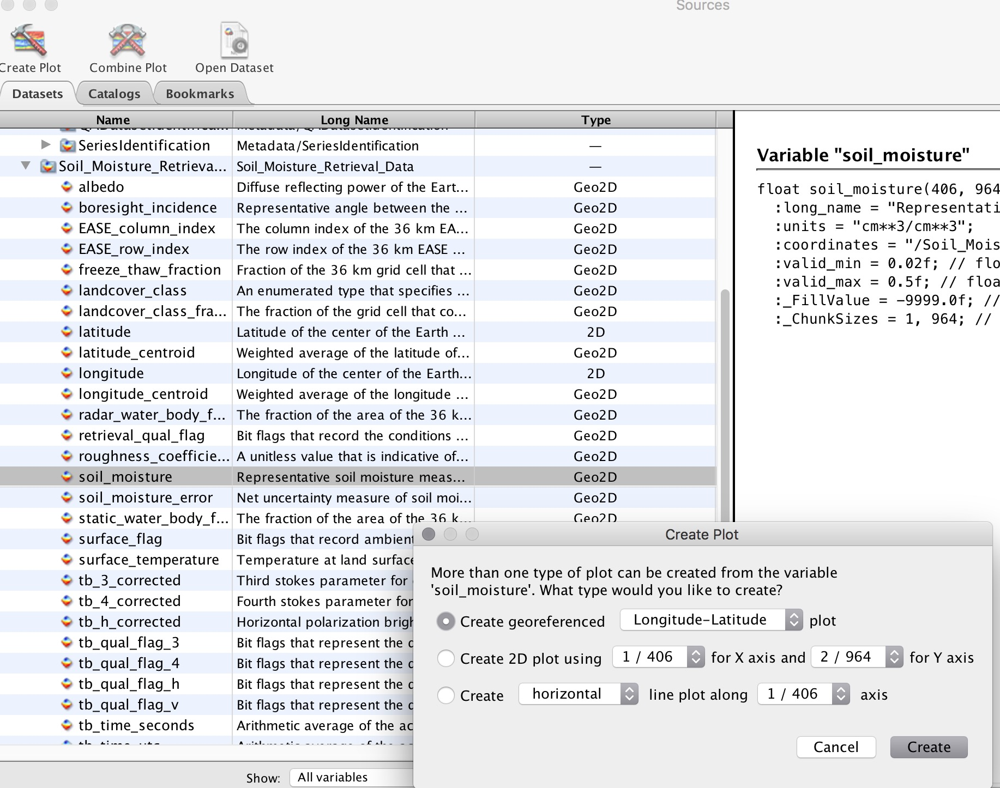 Sources
Create Plot
Combine Plot
Open Dataset
Datasets
Catalogs
Bookmarks
Name Long Name Type
SeriesIdentification Metadata/SeriesIdentification —
Soil_Moisture_Retrieva... Soil_Moisture_Retrieval_Data —
albedo Diffuse reflecting power of the Eart... Geo2D
boresight_incidence Representative angle between the ... Geo2D
EASE_column_index The column index of the 36 km EA... Geo2D
EASE_row_index The row index of the 36 km EASE ... Geo2D
freeze_thaw_fraction Fraction of the 36 km grid cell that ... Geo2D
landcover_class An enumerated type that specifies ... Geo2D
landcover_class_fra... The fraction of the grid cell that co... Geo2D
latitude Latitude of the center of the Earth ... 2D
latitude_centroid Weighted average of the latitude of... Geo2D
longitude Longitude of the center of the Earth... 2D
longitude_centroid Weighted average of the longitude ... Geo2D
radar_water_body_f... The fraction of the area of the 36 k... Geo2D
retrieval_qual_flag Bit flags that record the conditions ... Geo2D
roughness_coefficie... A unitless value that is indicative of... Geo2D
soil_moisture Representative soil moisture meas... Geo2D
soil_moisture_error Net uncertainty measure of soil moi... Geo2D
static_water_body_f... The fraction of the area of the 36 k... Geo2D
surface_flag Bit flags that record ambient
surface_temperature Temperature at land surface
tb_3_corrected Third stokes parameter for
tb_4_corrected Fourth stokes parameter for
tb_h_corrected Horizontal polarization brigh
tb_qual_flag_3 Bit flags that represent the
tb_qual_flag_4 Bit flags that represent the
tb_qual_flag_h Bit flags that represent the
tb_qual_flag_v Bit flags that represent the
tb_time_seconds Arithmetic average of the ac
Show: All variables
Variable "soil_moisture"
float soil_moisture(406, 964
:long_name = "Representati
:units = "cm**3/cm**3";
:coordinates = "/Soil_Mois
:valid_min = 0.02f; // flo
:valid_max = 0.5f; // floa
:_FillValue = -9999.0f; //
:_ChunkSizes = 1, 964; //
Create Plot
More than one type of plot can be created from the variable
'soil_moisture'. What type would you like to create?
Create georeferenced Longitude-Latitude plot
Create 2D plot using 1 / 406 for X axis and 2 / 964 for Y axis
Create horizontal line plot along 1 / 406 axis
Cancel Create